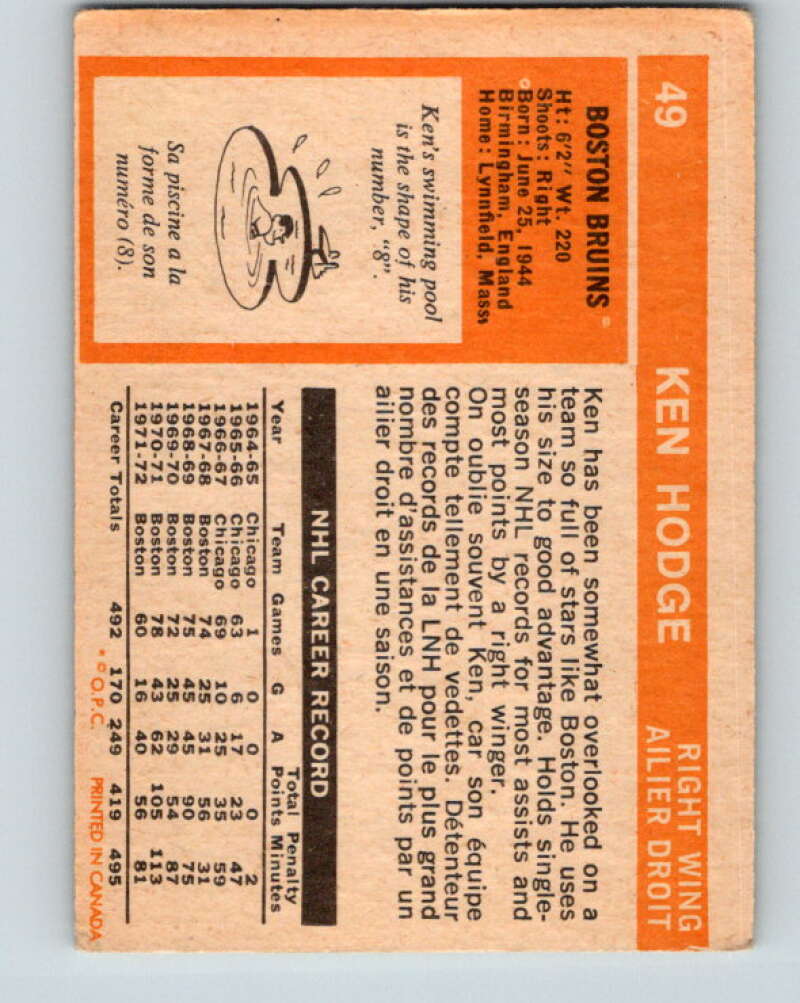 49 KEN HODGE RIGHT WING
AILIER DROIT
BOSTON BRUINS
Ht: 6'2" Wt. 220
Shoots: Right
Born: June 25, 1944
Birmingham, England
Home: Lynnfield, Mass.
Ken's swimming pool
is the shape of his
number, "8".
Sa piscine a la
forme de son
numéro (8).
Ken has been somewhat overlooked on a
team so full of stars like Boston. He uses
his size to good advantage. Holds single-
season NHL records for most assists and
most points by a right winger.
On oublie souvent Ken, car son équipe
compte tellement de vedettes. Détenteur
des records de la LNH pour le plus grand
nombre d'assistances et de points par un
ailier droit en une saison.
NHL CAREER RECORD
Total Penalty
Year Team Games G A Points Minutes
1964-65 Chicago 1 0 0 0 2
1965-66 Chicago 63 6 17 23 47
1966-67 Chicago 69 10 25 35 59
1967-68 Boston 74 25 31 56 31
1968-69 Boston 75 45 45 90 75
1969-70 Boston 72 25 29 54 87
1970-71 Boston 78 43 62 105 113
1971-72 Boston 60 16 40 56 81
Career Totals 492 170 249 419 495
* © O.P.C. PRINTED IN CANADA